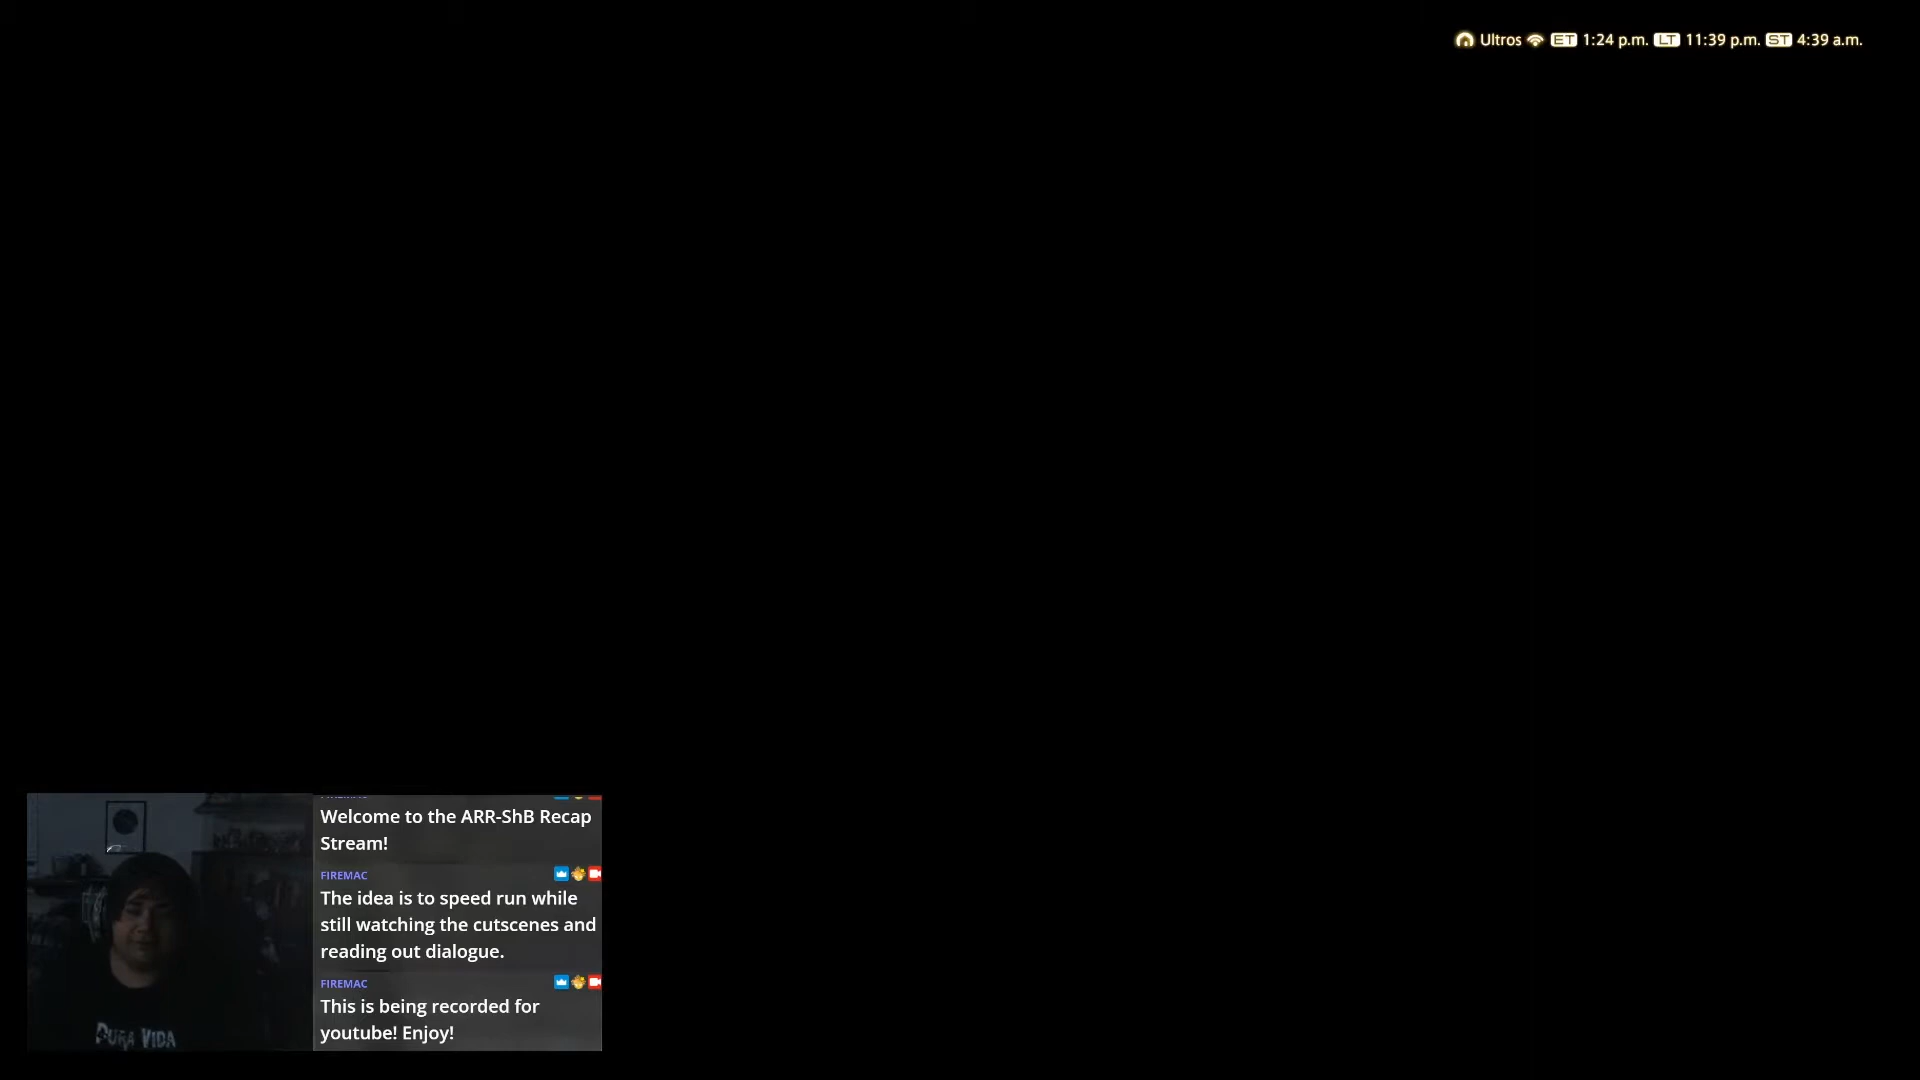 Ultros ET 1:24 p.m. LT 11:39 p.m. ST 4:39 a.m.
Welcome to the ARR-ShB Recap
Stream!
FIREMAC
The idea is to speed run while
still watching the cutscenes and
reading out dialogue.
FIREMAC
This is being recorded for
youtube! Enjoy!
PURA VIDA